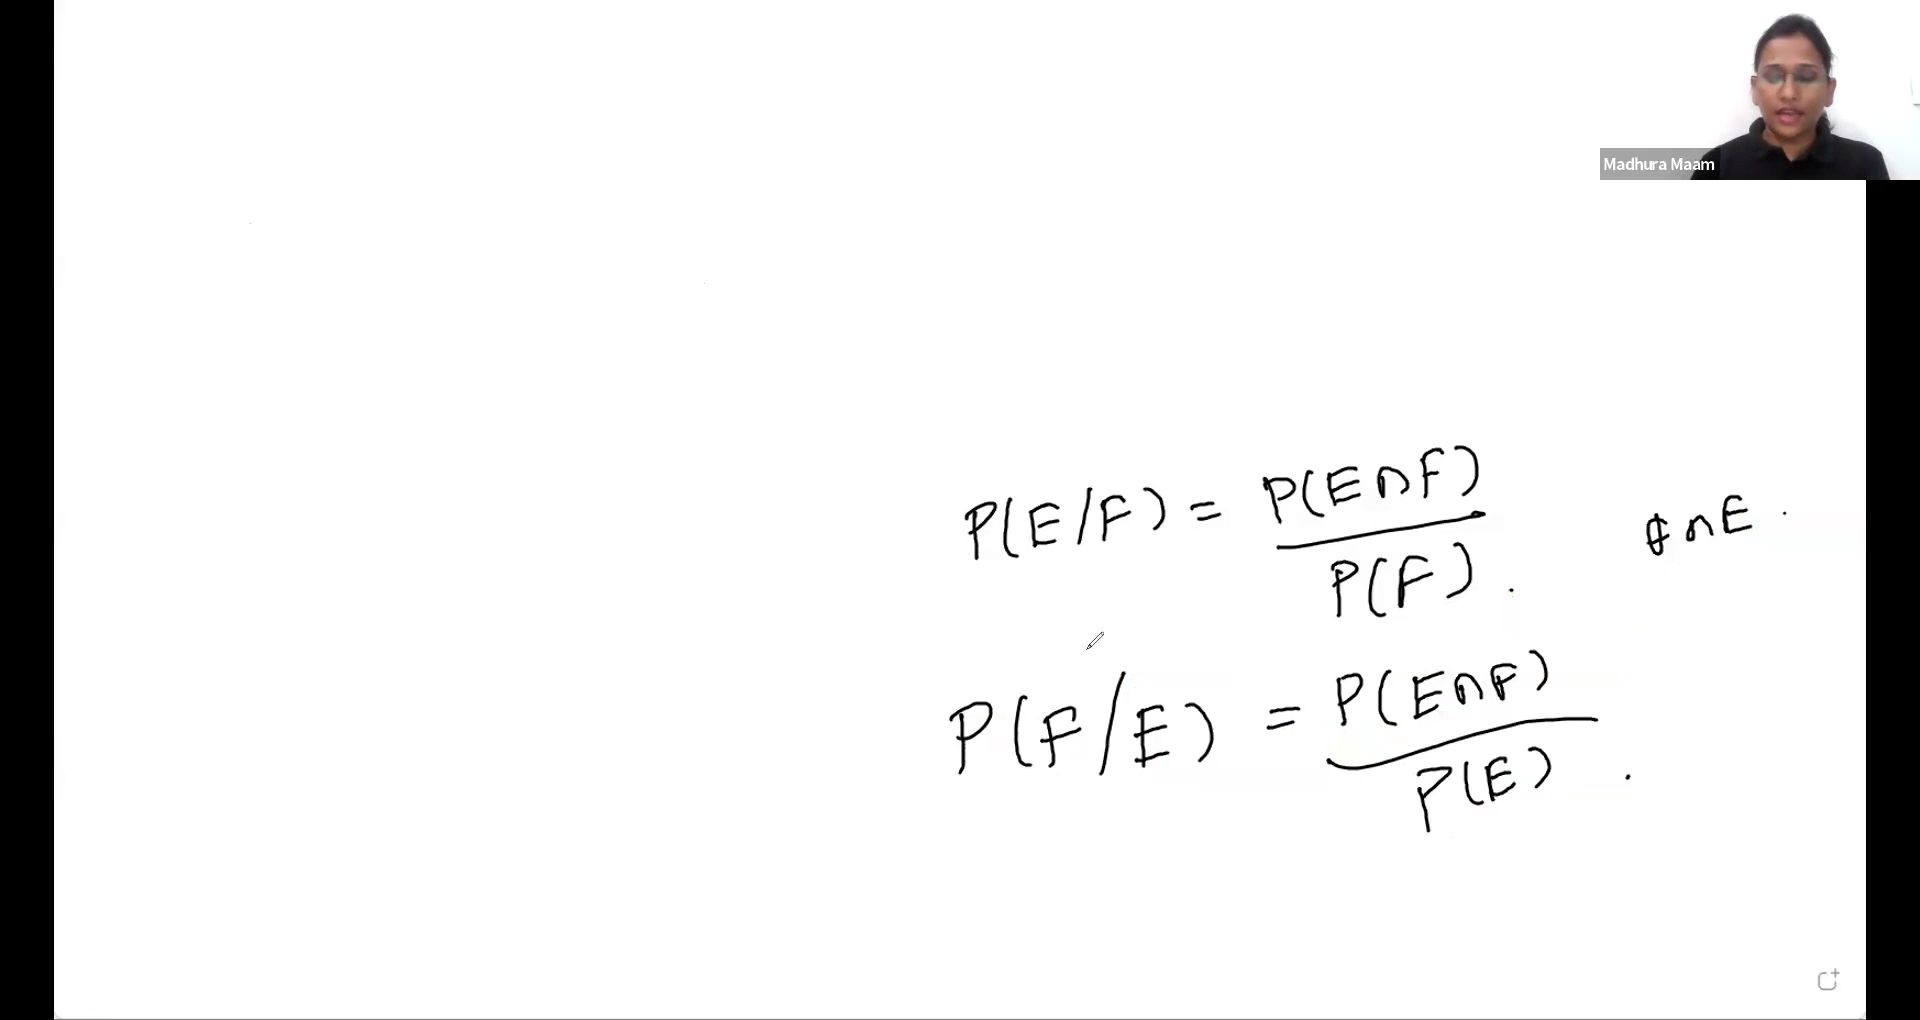 Madhura Maam
P(E/F) = P(E∩F)
P(F) .
∩E .
P(F/E) = P(E∩F)
P(E) .